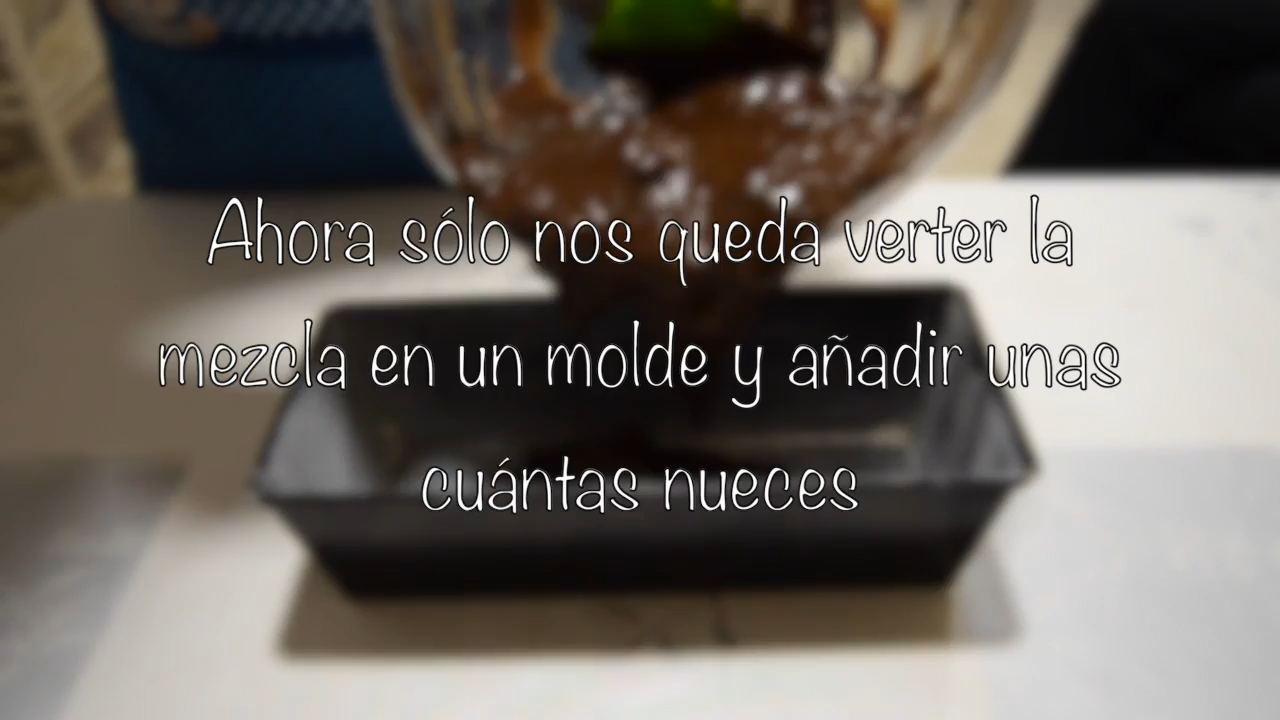 Ahora sólo nos queda verter la
mezcla en un molde y añadir unas
cuántas nueces